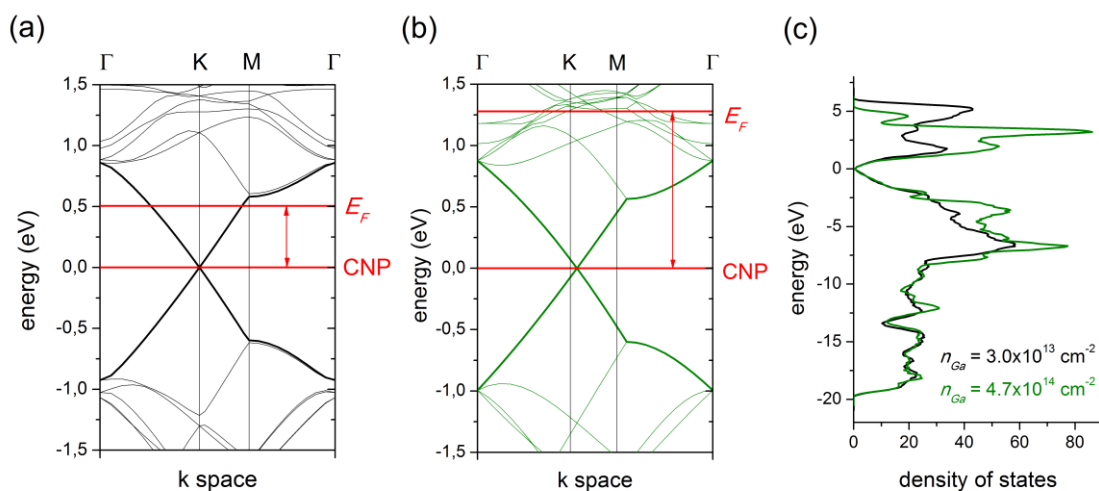 (a)
Γ K M Γ
1,5
1,0
0,5
0,0
-0,5
-1,0
-1,5
energy (eV)
k space
E_F
CNP
(b)
Γ K M Γ
1,5
1,0
0,5
0,0
-0,5
-1,0
-1,5
energy (eV)
k space
E_F
CNP
(c)
5
0
-5
-10
-15
-20
energy (eV)
n_Ga = 3.0x10^13 cm^-2
n_Ga = 4.7x10^14 cm^-2
0 20 40 60 80
density of states